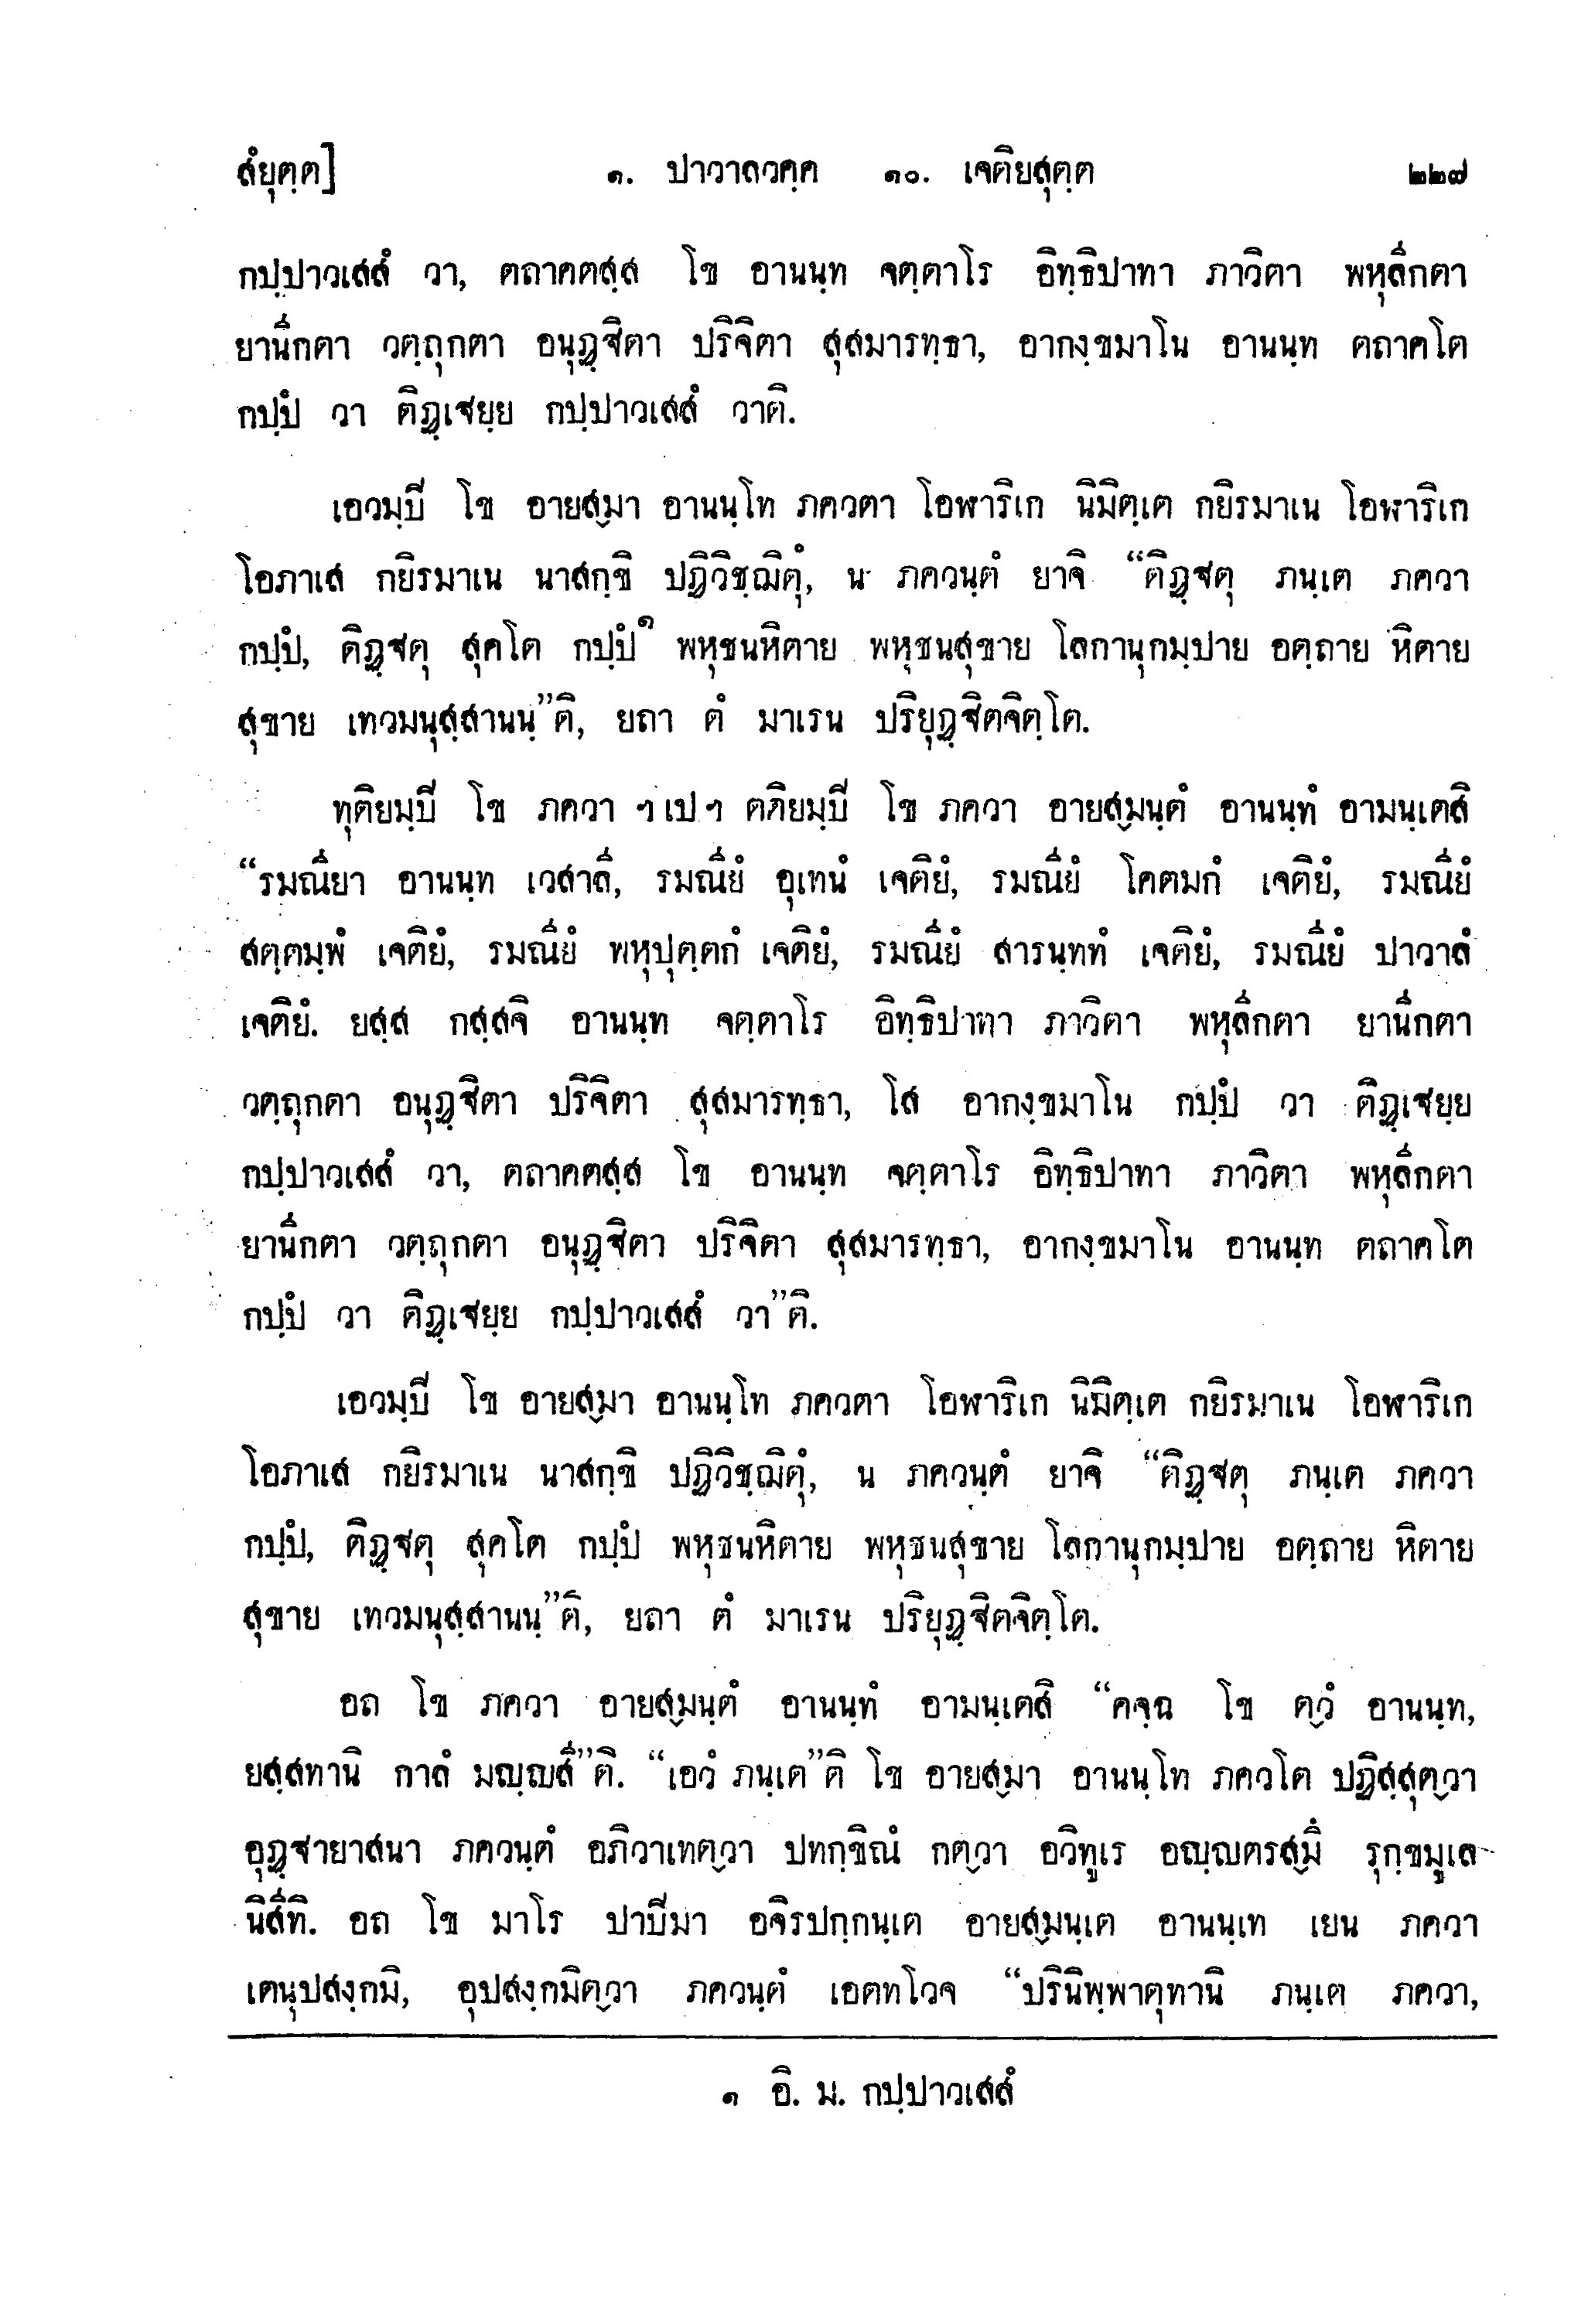 สํยุตฺต]  ๑. ปาวาลวคฺค  ๑๐. เจติยสุตฺต  ๒๒๗
กปฺปาวเสสํ วา, ตถาคตสฺส โข อานนฺท จตฺตาโร อิทฺธิปาทา ภาวิตา พหุลีกตา
ยานีกตา วตฺถุกตา อนุฏฺฐิตา ปริจิตา สุสมารทฺธา, อากงฺขมาโน อานนฺท ตถาคโต
กปฺปํ วา ติฏฺเฐยฺย กปฺปาวเสสํ วาติ.
เอวมฺปิ โข อายสฺมา อานนฺโท ภควตา โอฬาริเก นิมิตฺเต กยิรมาเน โอฬาริเก
โอภาเส กยิรมาเน นาสกฺขิ ปฏิวิชฺฌิตุํ, น ภควนฺตํ ยาจิ “ติฏฺฐตุ ภนฺเต ภควา
กปฺปํ, ติฏฺฐตุ สุคโต กปฺปํ๑ พหุชนหิตาย พหุชนสุขาย โลกานุกมฺปาย อตฺถาย หิตาย
สุขาย เทวมนุสฺสานนฺ”ติ, ยถา ตํ มาเรน ปริยุฏฺฐิตจิตฺโต.
ทุติยมฺปิ โข ภควา ฯ เป ฯ ตติยมฺปิ โข ภควา อายสฺมนฺตํ อานนฺทํ อามนฺเตสิ
“รมณียา อานนฺท เวสาลี, รมณียํ อุเทนํ เจติยํ, รมณียํ โคตมกํ เจติยํ, รมณียํ
สตฺตมฺพํ เจติยํ, รมณียํ พหุปุตฺตกํ เจติยํ, รมณียํ สารนฺททํ เจติยํ, รมณียํ ปาวาลํ
เจติยํ. ยสฺส กสฺสจิ อานนฺท จตฺตาโร อิทฺธิปาทา ภาวิตา พหุลีกตา ยานีกตา
วตฺถุกตา อนุฏฺฐิตา ปริจิตา สุสมารทฺธา, โส อากงฺขมาโน กปฺปํ วา ติฏฺเฐยฺย
กปฺปาวเสสํ วา, ตถาคตสฺส โข อานนฺท จตฺตาโร อิทฺธิปาทา ภาวิตา พหุลีกตา
ยานีกตา วตฺถุกตา อนุฏฺฐิตา ปริจิตา สุสมารทฺธา, อากงฺขมาโน อานนฺท ตถาคโต
กปฺปํ วา ติฏฺเฐยฺย กปฺปาวเสสํ วา”ติ.
เอวมฺปิ โข อายสฺมา อานนฺโท ภควตา โอฬาริเก นิมิตฺเต กยิรมาเน โอฬาริเก
โอภาเส กยิรมาเน นาสกฺขิ ปฏิวิชฺฌิตุํ, น ภควนฺตํ ยาจิ “ติฏฺฐตุ ภนฺเต ภควา
กปฺปํ, ติฏฺฐตุ สุคโต กปฺปํ พหุชนหิตาย พหุชนสุขาย โลกานุกมฺปาย อตฺถาย หิตาย
สุขาย เทวมนุสฺสานนฺ”ติ, ยถา ตํ มาเรน ปริยุฏฺฐิตจิตฺโต.
อถ โข ภควา อายสฺมนฺตํ อานนฺทํ อามนฺเตสิ “คจฺฉ โข ตฺวํ อานนฺท,
ยสฺสทานิ กาลํ มญฺญสี”ติ. “เอวํ ภนฺเต”ติ โข อายสฺมา อานนฺโท ภควโต ปฏิสฺสุตฺวา
อุฏฺฐายาสนา ภควนฺตํ อภิวาเทตฺวา ปทกฺขิณํ กตฺวา อวิทูเร อญฺญตรสฺมิํ รุกฺขมูเล
นิสีทิ. อถ โข มาโร ปาปิมา อจิรปกฺกนฺเต อายสฺมนฺเต อานนฺเท เยน ภควา
เตนุปสงฺกมิ, อุปสงฺกมิตฺวา ภควนฺตํ เอตทโวจ “ปรินิพฺพาตุทานิ ภนฺเต ภควา,
๑ อิ. ม. กปฺปาวเสสํ